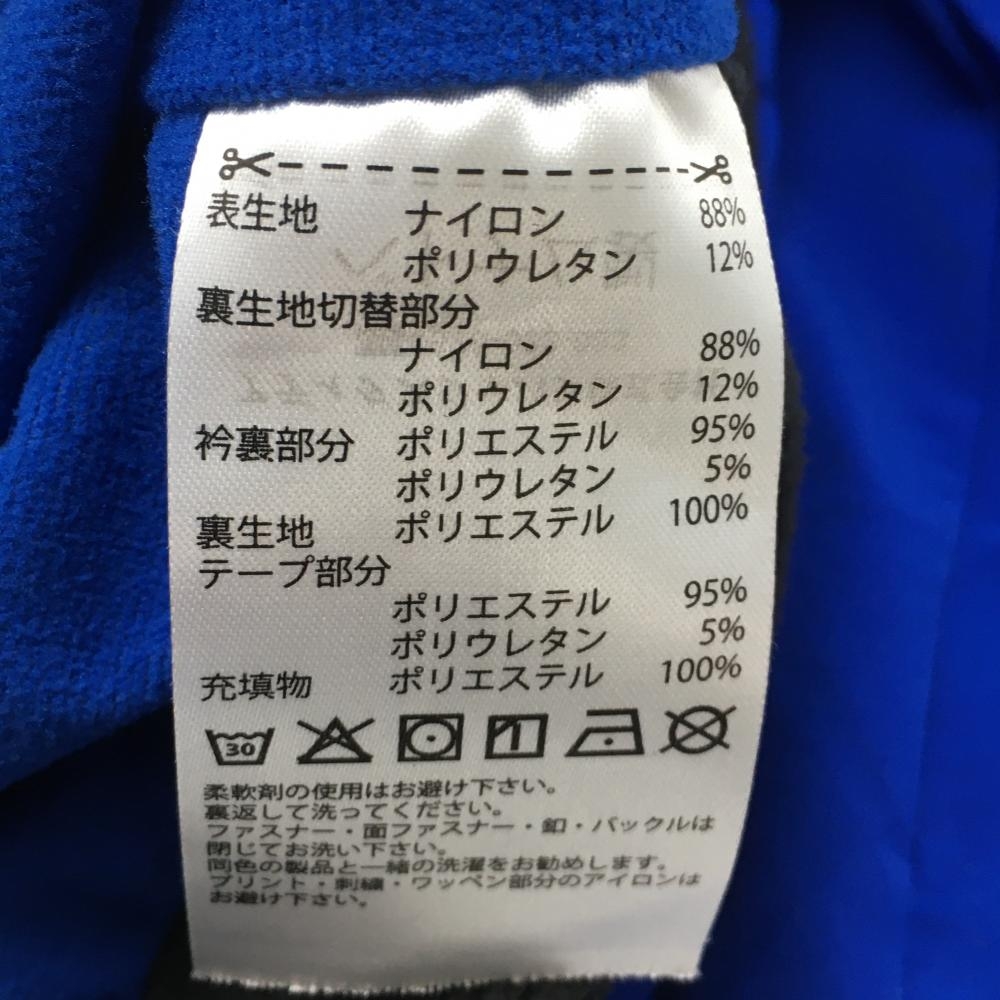 表生地 ナイロン 88%
ポリウレタン 12%
裏生地切替部分
ナイロン 88%
ポリウレタン 12%
衿裏部分 ポリエステル 95%
ポリウレタン 5%
裏生地 ポリエステル 100%
テープ部分
ポリエステル 95%
ポリウレタン 5%
充填物 ポリエステル 100%
30
柔軟剤の使用はお避け下さい。
裏返して洗ってください。
ファスナー・面ファスナー・釦・バックルは
閉じてお洗い下さい。
同色の製品と一緒の洗濯をお勧めします。
プリント・刺繍・ワッペン部分のアイロンは
お避け下さい。